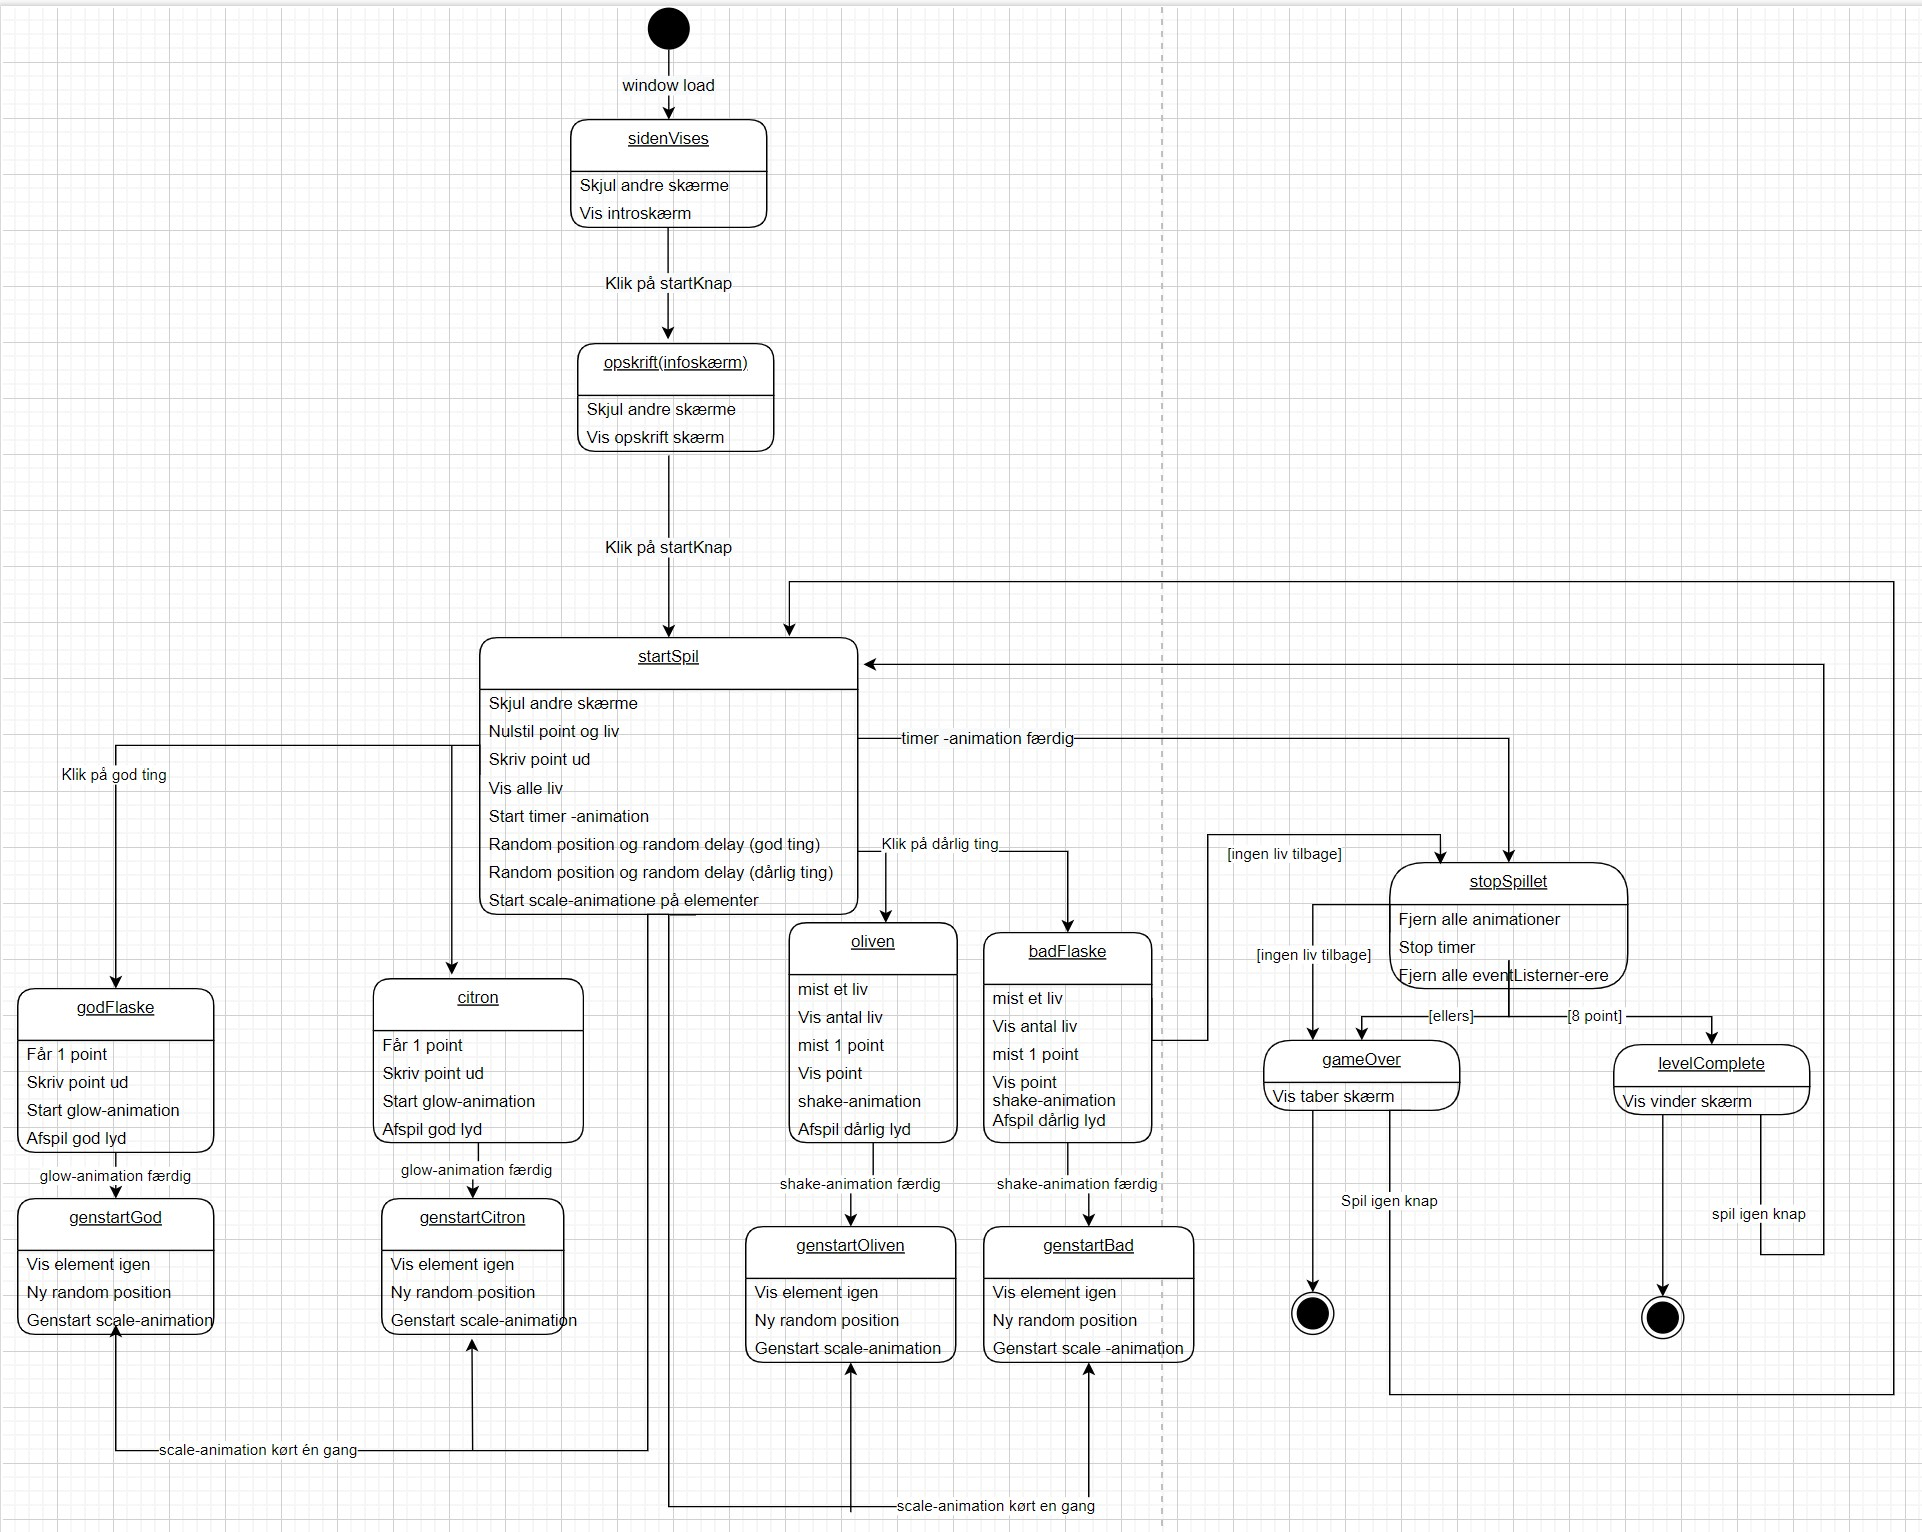 window load
sidenVises
Skjul andre skærme
Vis introskærm
Klik på startKnap
opskrift(infoskærm)
Skjul andre skærme
Vis opskrift skærm
Klik på startKnap
startSpil
Skjul andre skærme
Nulstil point og liv
Skriv point ud
Vis alle liv
Start timer -animation
Random position og random delay (god ting)
Random position og random delay (dårlig ting)
Start scale-animatione på elementer
timer -animation færdig
Klik på god ting
Klik på dårlig ting
[ingen liv tilbage]
stopSpillet
Fjern alle animationer
Stop timer
Fjern alle eventListerner-ere
[ingen liv tilbage]
[ellers]
[8 point]
godFlaske
Får 1 point
Skriv point ud
Start glow-animation
Afspil god lyd
citron
Får 1 point
Skriv point ud
Start glow-animation
Afspil god lyd
oliven
mist et liv
Vis antal liv
mist 1 point
Vis point
shake-animation
Afspil dårlig lyd
badFlaske
mist et liv
Vis antal liv
mist 1 point
Vis point
shake-animation
Afspil dårlig lyd
gameOver
Vis taber skærm
levelComplete
Vis vinder skærm
glow-animation færdig
glow-animation færdig
shake-animation færdig
shake-animation færdig
Spil igen knap
spil igen knap
genstartGod
Vis element igen
Ny random position
Genstart scale-animation
genstartCitron
Vis element igen
Ny random position
Genstart scale-animation
genstartOliven
Vis element igen
Ny random position
Genstart scale-animation
genstartBad
Vis element igen
Ny random position
Genstart scale -animation
scale-animation kørt én gang
scale-animation kørt en gang